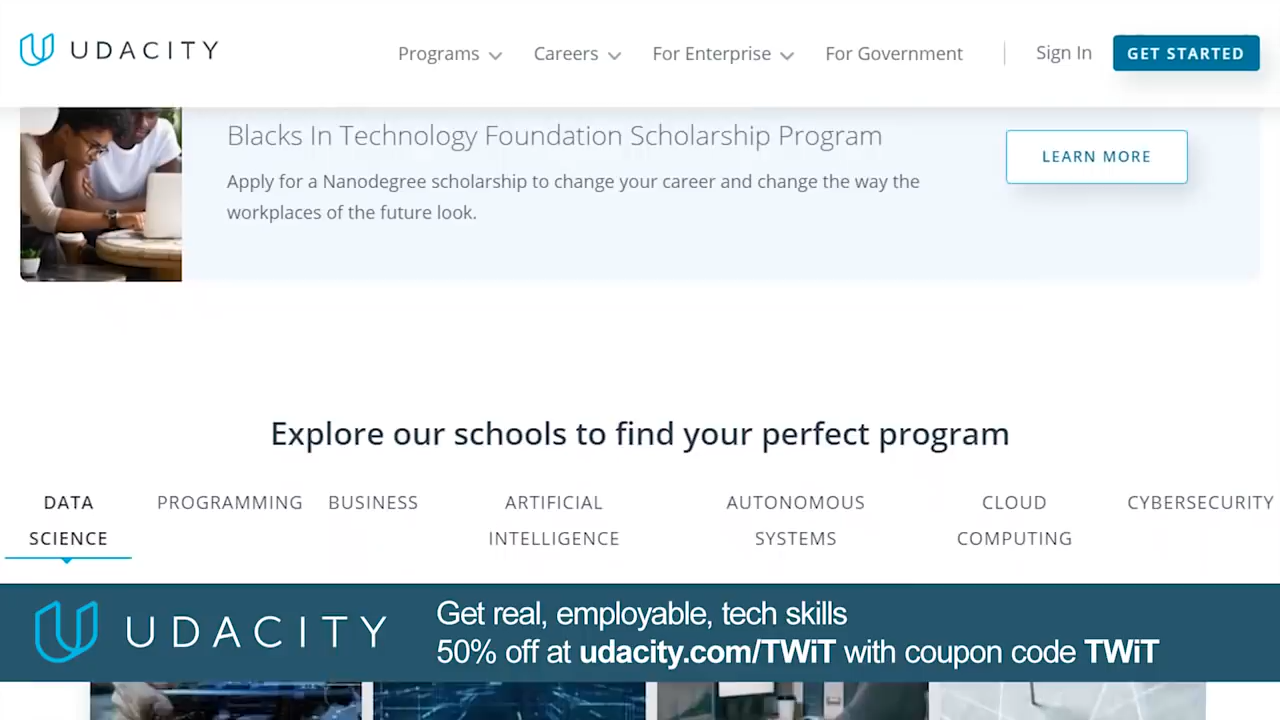 UDACITY
Programs
Careers
For Enterprise
For Government
Sign In
GET STARTED
Blacks In Technology Foundation Scholarship Program
Apply for a Nanodegree scholarship to change your career and change the way the
workplaces of the future look.
LEARN MORE
Explore our schools to find your perfect program
DATA
SCIENCE
PROGRAMMING
BUSINESS
ARTIFICIAL
INTELLIGENCE
AUTONOMOUS
SYSTEMS
CLOUD
COMPUTING
CYBERSECURITY
UDACITY
Get real, employable, tech skills
50% off at udacity.com/TWiT with coupon code TWiT